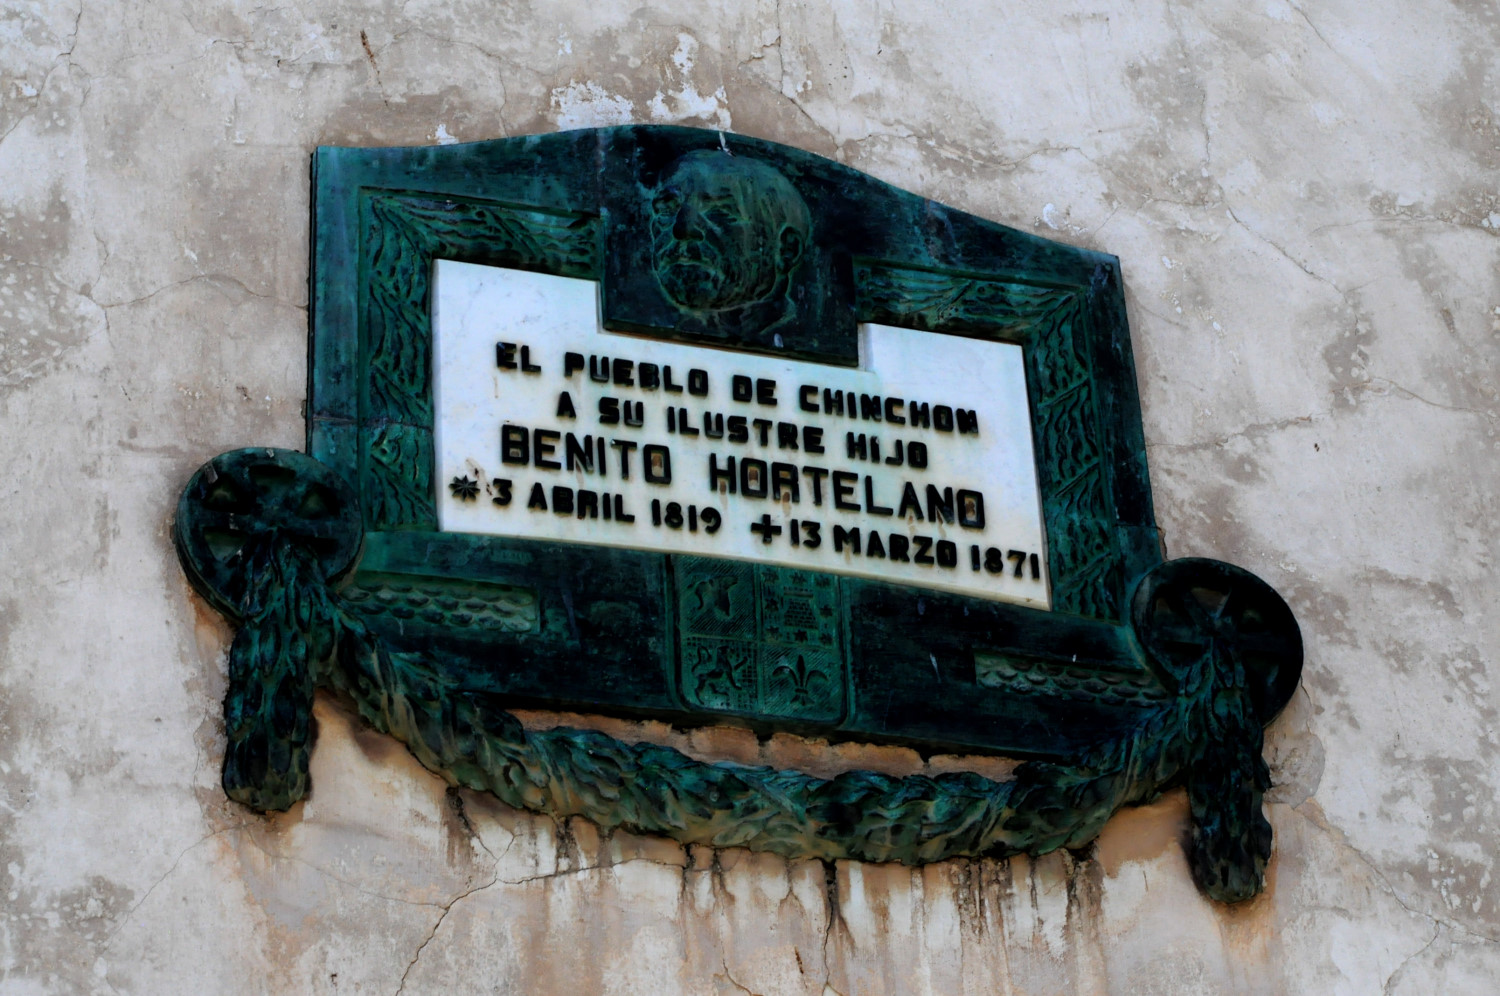 EL PUEBLO DE CHINCHON
A SU ILUSTRE HIJO
BENITO HORTELANO
3 ABRIL 1819 13 MARZO 1871